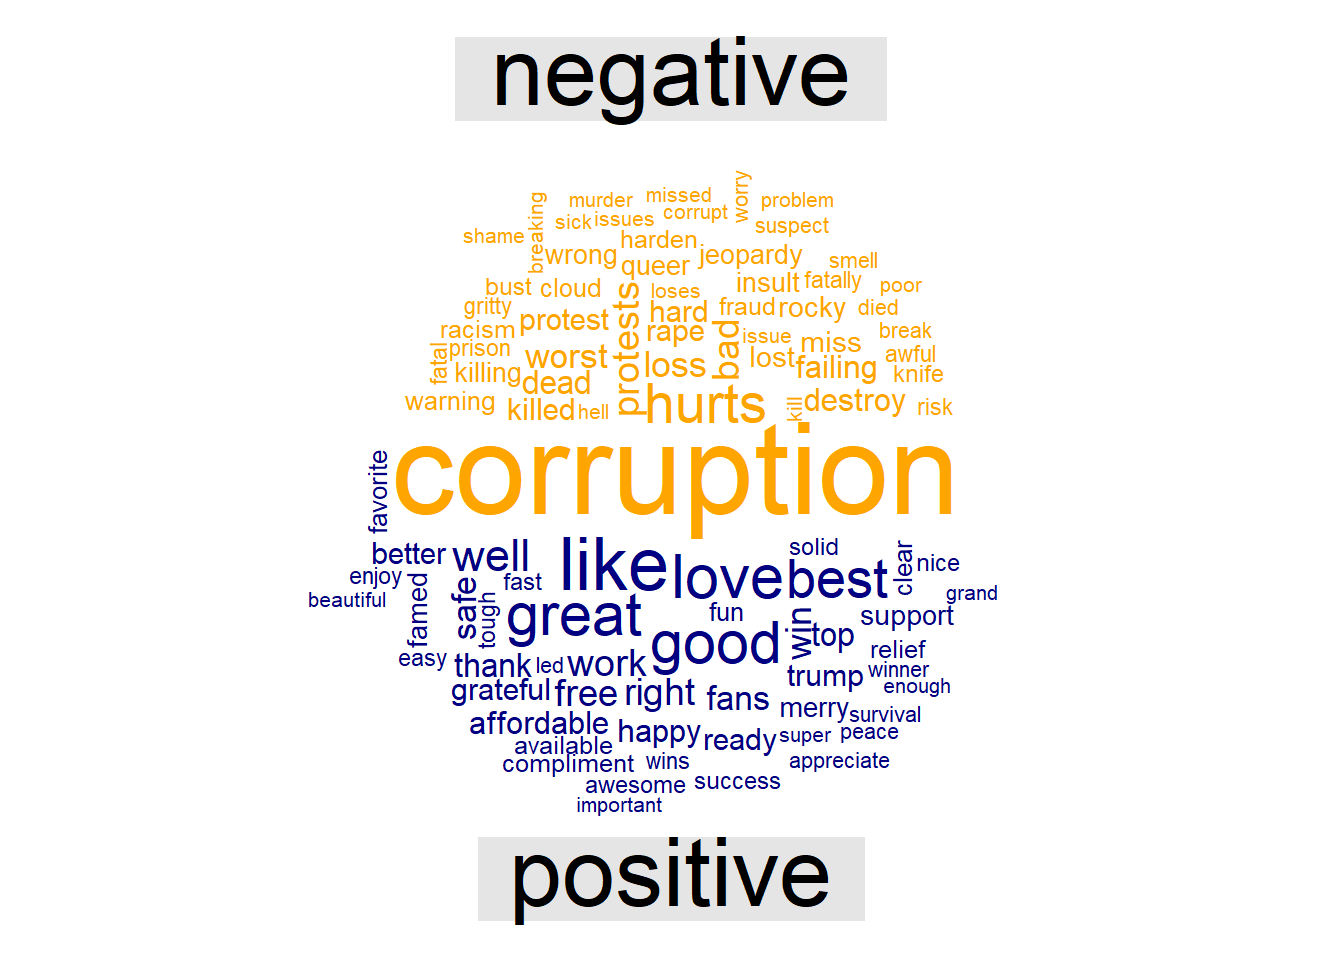 negative
murder missed worry problem
breaking sick issues corrupt suspect
shame wrong harden jeopardy smell
queer insult fatally poor
bust cloud loses
gritty protest protests hard fraud rocky died
racism rape bad issue miss break
fatal prison worst loss lost failing awful
killing dead knife
warning killed hell hurts kill destroy risk
corruption
favorite
better well like love best solid clear nice
enjoy fast
beautiful famed safe tough great fun win support grand
easy thank led work good top relief
trump winner
grateful free right fans enough
affordable happy ready merry survival
available super peace
compliment wins appreciate
awesome success
important
positive